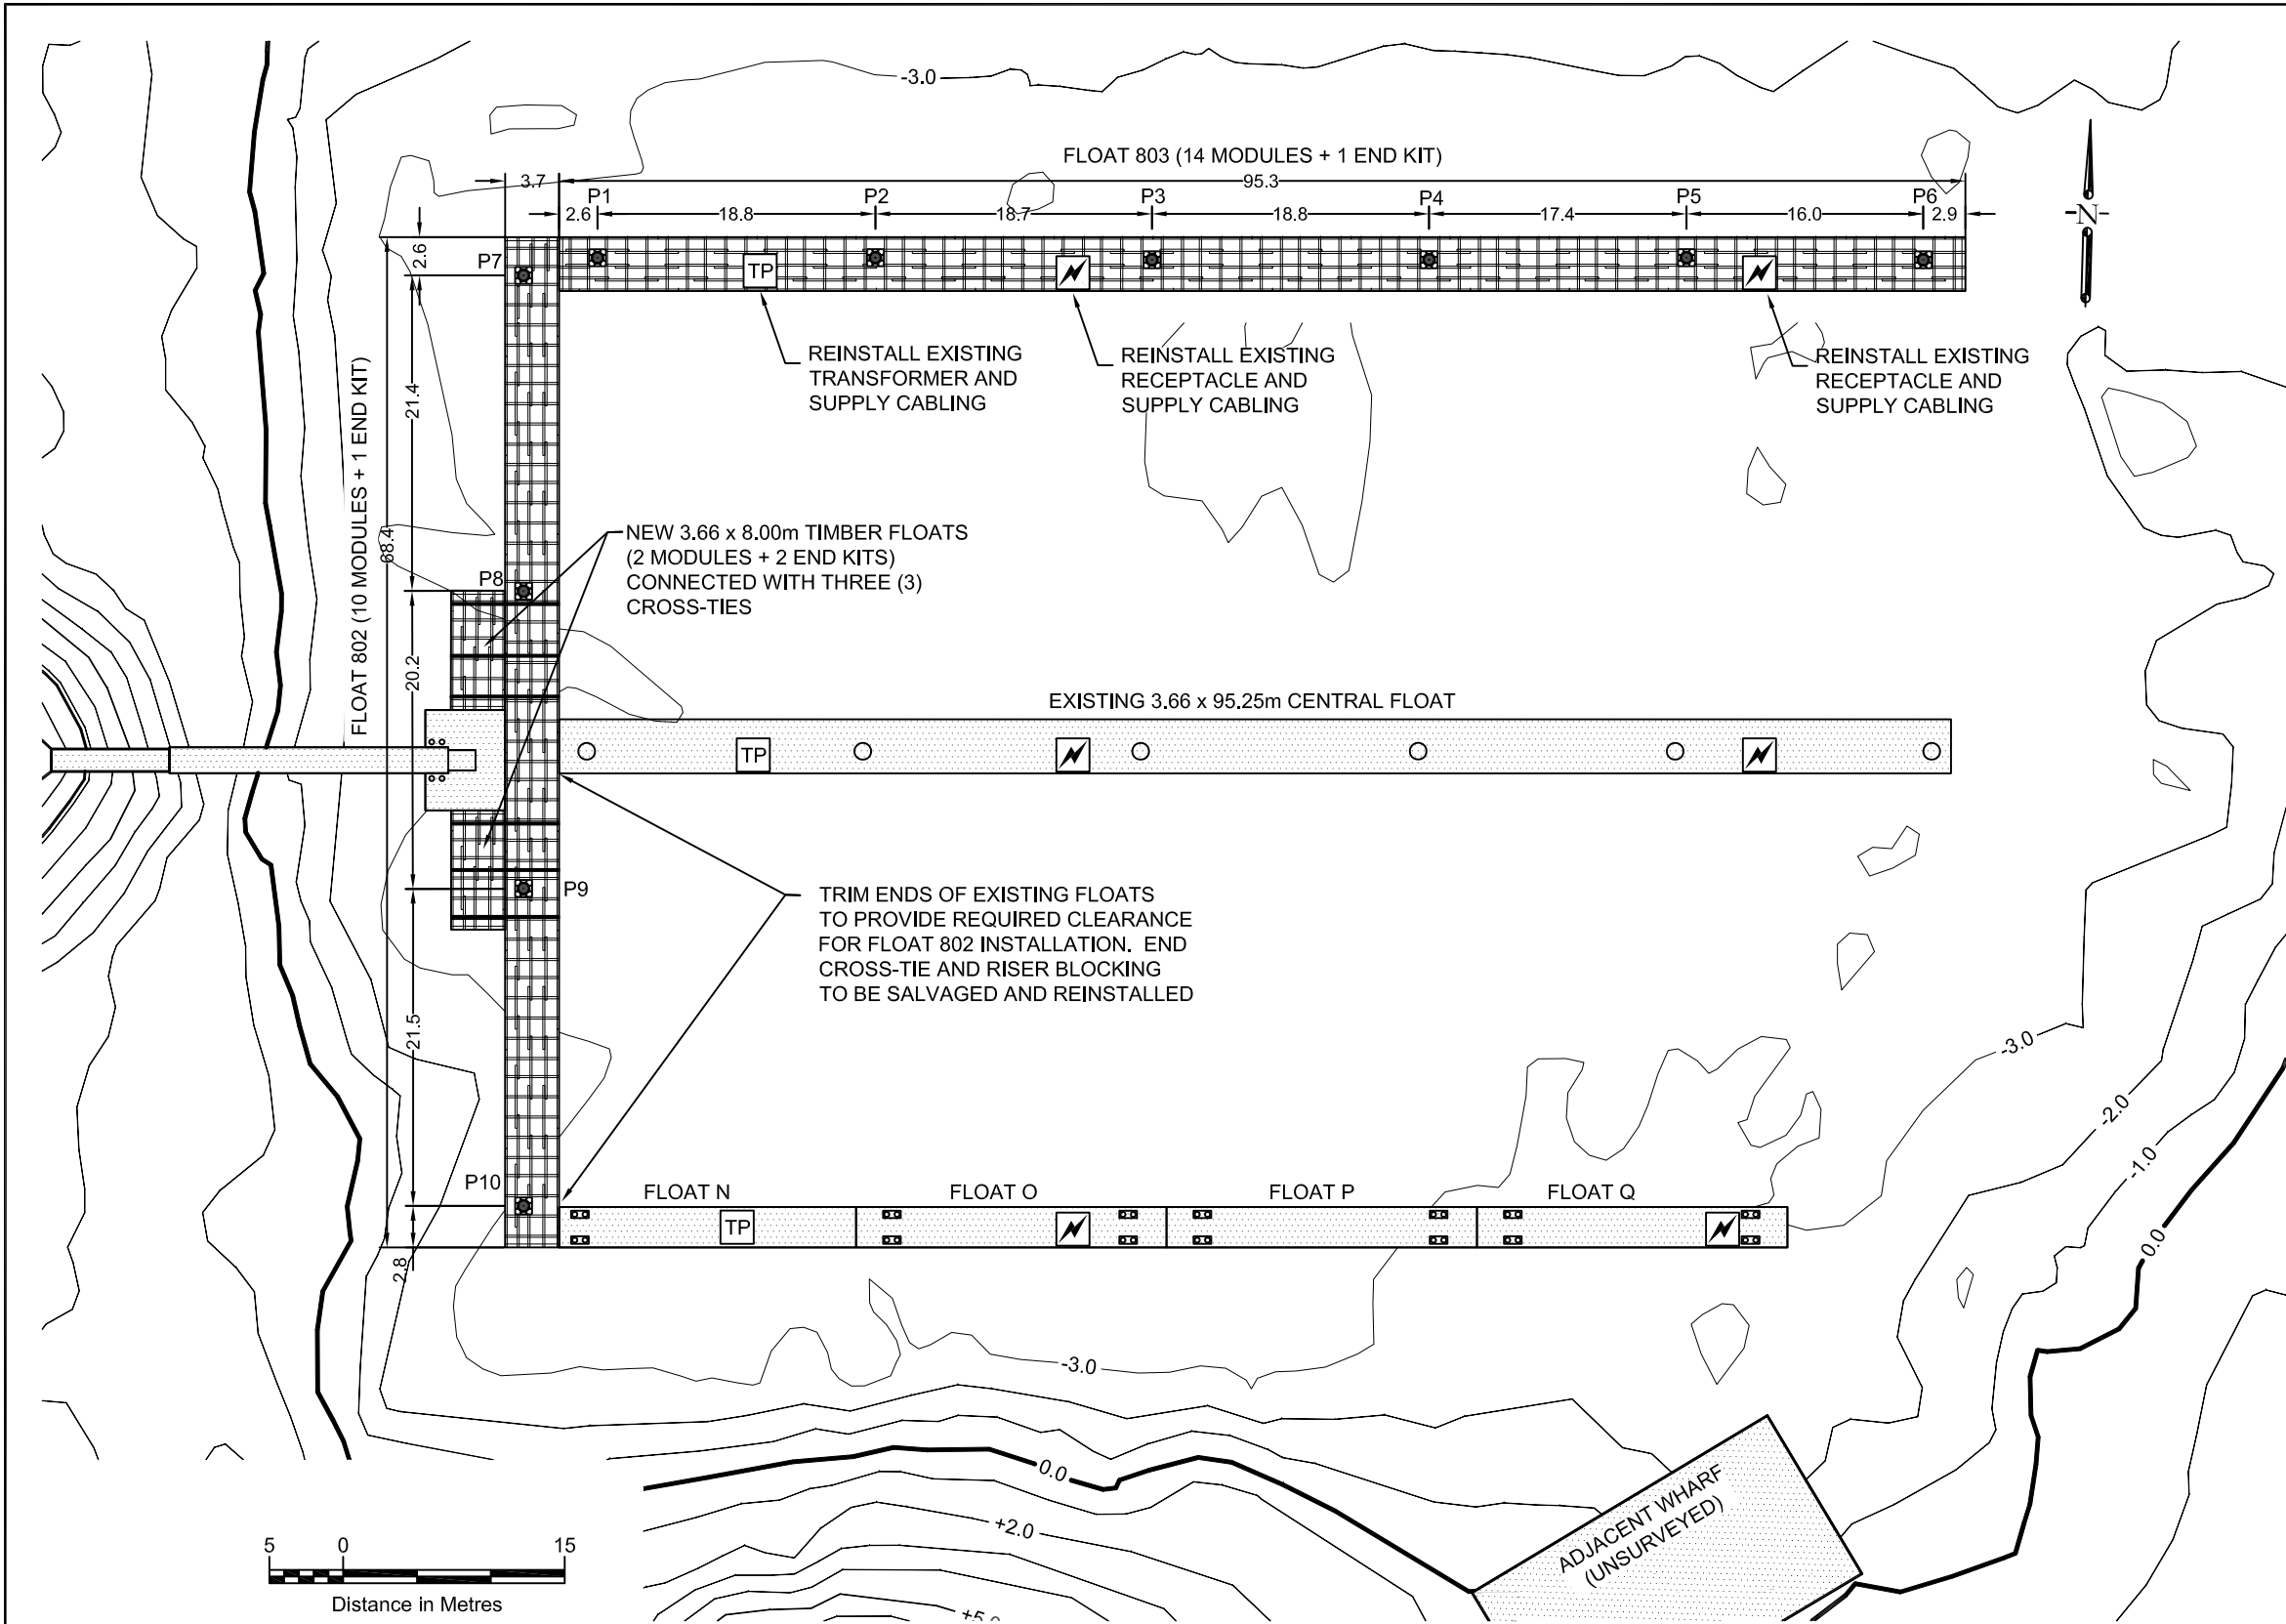 -3.0
FLOAT 803 (14 MODULES + 1 END KIT)
3.7
95.3
P1
P2
P3
P4
P5
P6
2.6
18.8
18.7
18.8
17.4
16.0
2.9
-N-
2.6
P7
TP
REINSTALL EXISTING
TRANSFORMER AND
SUPPLY CABLING
REINSTALL EXISTING
RECEPTACLE AND
SUPPLY CABLING
REINSTALL EXISTING
RECEPTACLE AND
SUPPLY CABLING
FLOAT 802 (10 MODULES + 1 END KIT)
68.4
21.4
NEW 3.66 x 8.00m TIMBER FLOATS
(2 MODULES + 2 END KITS)
CONNECTED WITH THREE (3)
CROSS-TIES
P8
20.2
EXISTING 3.66 x 95.25m CENTRAL FLOAT
TP
P9
TRIM ENDS OF EXISTING FLOATS
TO PROVIDE REQUIRED CLEARANCE
FOR FLOAT 802 INSTALLATION. END
CROSS-TIE AND RISER BLOCKING
TO BE SALVAGED AND REINSTALLED
21.5
-3.0
-2.0
-1.0
0.0
P10
FLOAT N
FLOAT O
FLOAT P
FLOAT Q
TP
2.8
-3.0
0.0
+2.0
+5.0
ADJACENT WHARF
(UNSURVEYED)
5 0 15
Distance in Metres